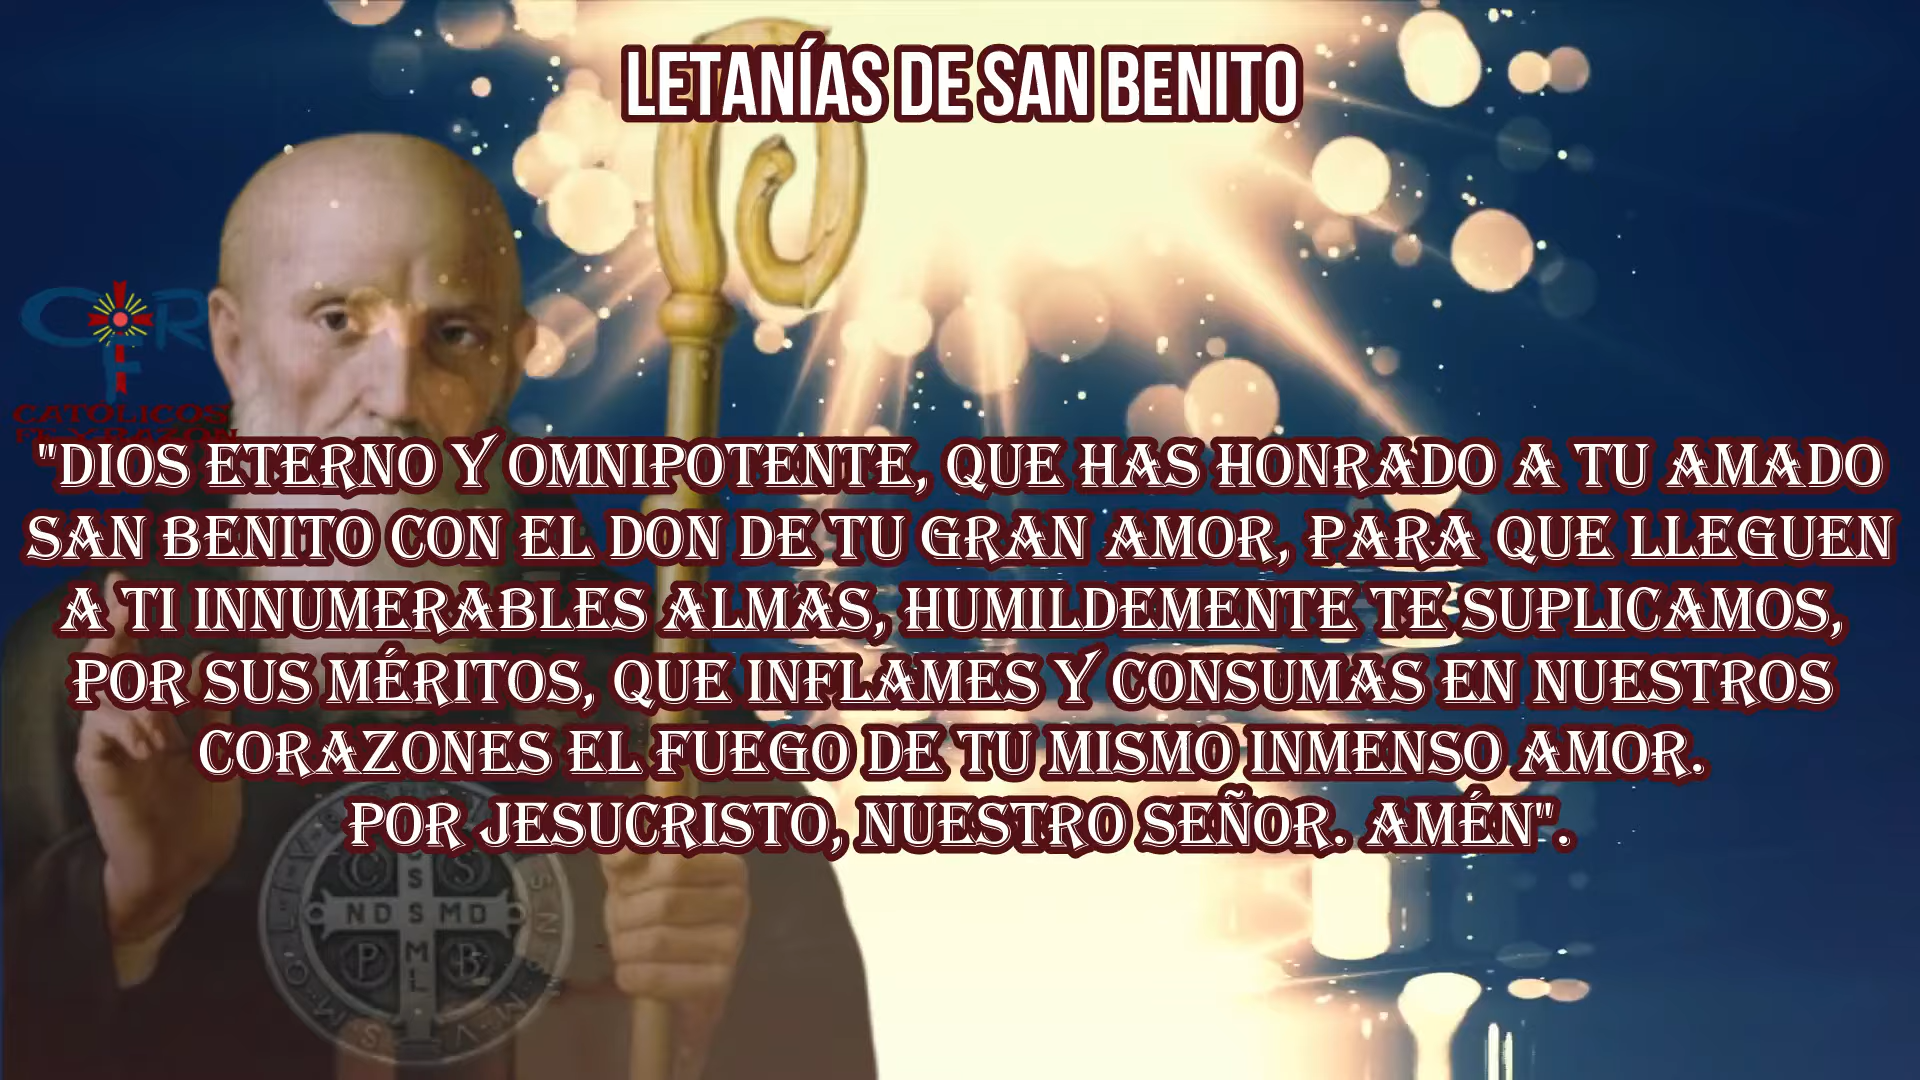 LETANÍAS DE SAN BENITO
CATÓLICOS
FE Y RAZÓN
"DIOS ETERNO Y OMNIPOTENTE, QUE HAS HONRADO A TU AMADO
SAN BENITO CON EL DON DE TU GRAN AMOR, PARA QUE LLEGUEN
A TI INNUMERABLES ALMAS, HUMILDEMENTE TE SUPLICAMOS,
POR SUS MÉRITOS, QUE INFLAMES Y CONSUMAS EN NUESTROS
CORAZONES EL FUEGO DE TU MISMO INMENSO AMOR.
POR JESUCRISTO, NUESTRO SEÑOR. AMÉN".
C S
N D S M D
P B